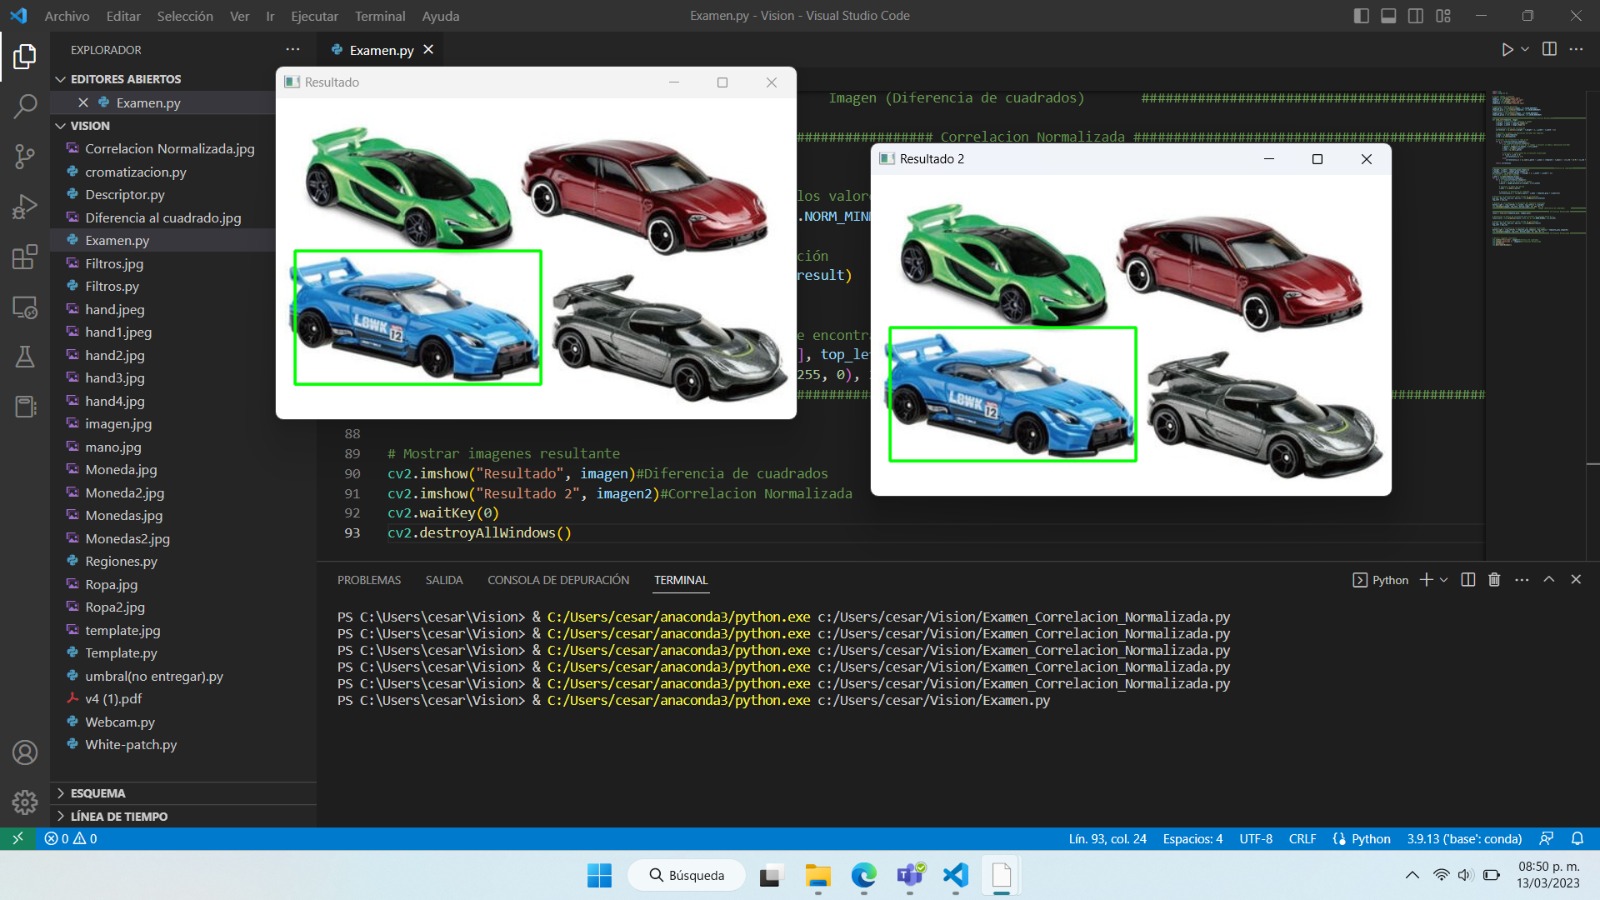 Archivo Editar Selección Ver Ir Ejecutar Terminal Ayuda
Examen.py - Vision - Visual Studio Code
EXPLORADOR
Examen.py
EDITORES ABIERTOS
Examen.py
VISION
Correlacion Normalizada.jpg
cromatizacion.py
Descriptor.py
Diferencia al cuadrado.jpg
Examen.py
Filtros.jpg
Filtros.py
hand.jpeg
hand1.jpeg
hand2.jpg
hand3.jpg
hand4.jpg
imagen.jpg
mano.jpg
Moneda.jpg
Moneda2.jpg
Monedas.jpg
Monedas2.jpg
Regiones.py
Ropa.jpg
Ropa2.jpg
template.jpg
Template.py
umbral(no entregar).py
v4 (1).pdf
Webcam.py
White-patch.py
ESQUEMA
LÍNEA DE TIEMPO
Resultado
LBWK
12
Imagen (Diferencia de cuadrados)
Correlacion Normalizada
los valore
.NORM_MIN
ción
result)
e encontra
], top_le
255, 0),
Resultado 2
LBWK
12
88
89 # Mostrar imagenes resultante
90 cv2.imshow("Resultado", imagen)#Diferencia de cuadrados
91 cv2.imshow("Resultado 2", imagen2)#Correlacion Normalizada
92 cv2.waitKey(0)
93 cv2.destroyAllWindows()
PROBLEMAS SALIDA CONSOLA DE DEPURACIÓN TERMINAL
Python
PS C:\Users\cesar\Vision> & C:/Users/cesar/anaconda3/python.exe c:/Users/cesar/Vision/Examen_Correlacion_Normalizada.py
PS C:\Users\cesar\Vision> & C:/Users/cesar/anaconda3/python.exe c:/Users/cesar/Vision/Examen_Correlacion_Normalizada.py
PS C:\Users\cesar\Vision> & C:/Users/cesar/anaconda3/python.exe c:/Users/cesar/Vision/Examen_Correlacion_Normalizada.py
PS C:\Users\cesar\Vision> & C:/Users/cesar/anaconda3/python.exe c:/Users/cesar/Vision/Examen_Correlacion_Normalizada.py
PS C:\Users\cesar\Vision> & C:/Users/cesar/anaconda3/python.exe c:/Users/cesar/Vision/Examen_Correlacion_Normalizada.py
PS C:\Users\cesar\Vision> & C:/Users/cesar/anaconda3/python.exe c:/Users/cesar/Vision/Examen.py
0 0
Lín. 93, col. 24 Espacios: 4 UTF-8 CRLF Python 3.9.13 ('base': conda)
Búsqueda
08:50 p. m.
13/03/2023